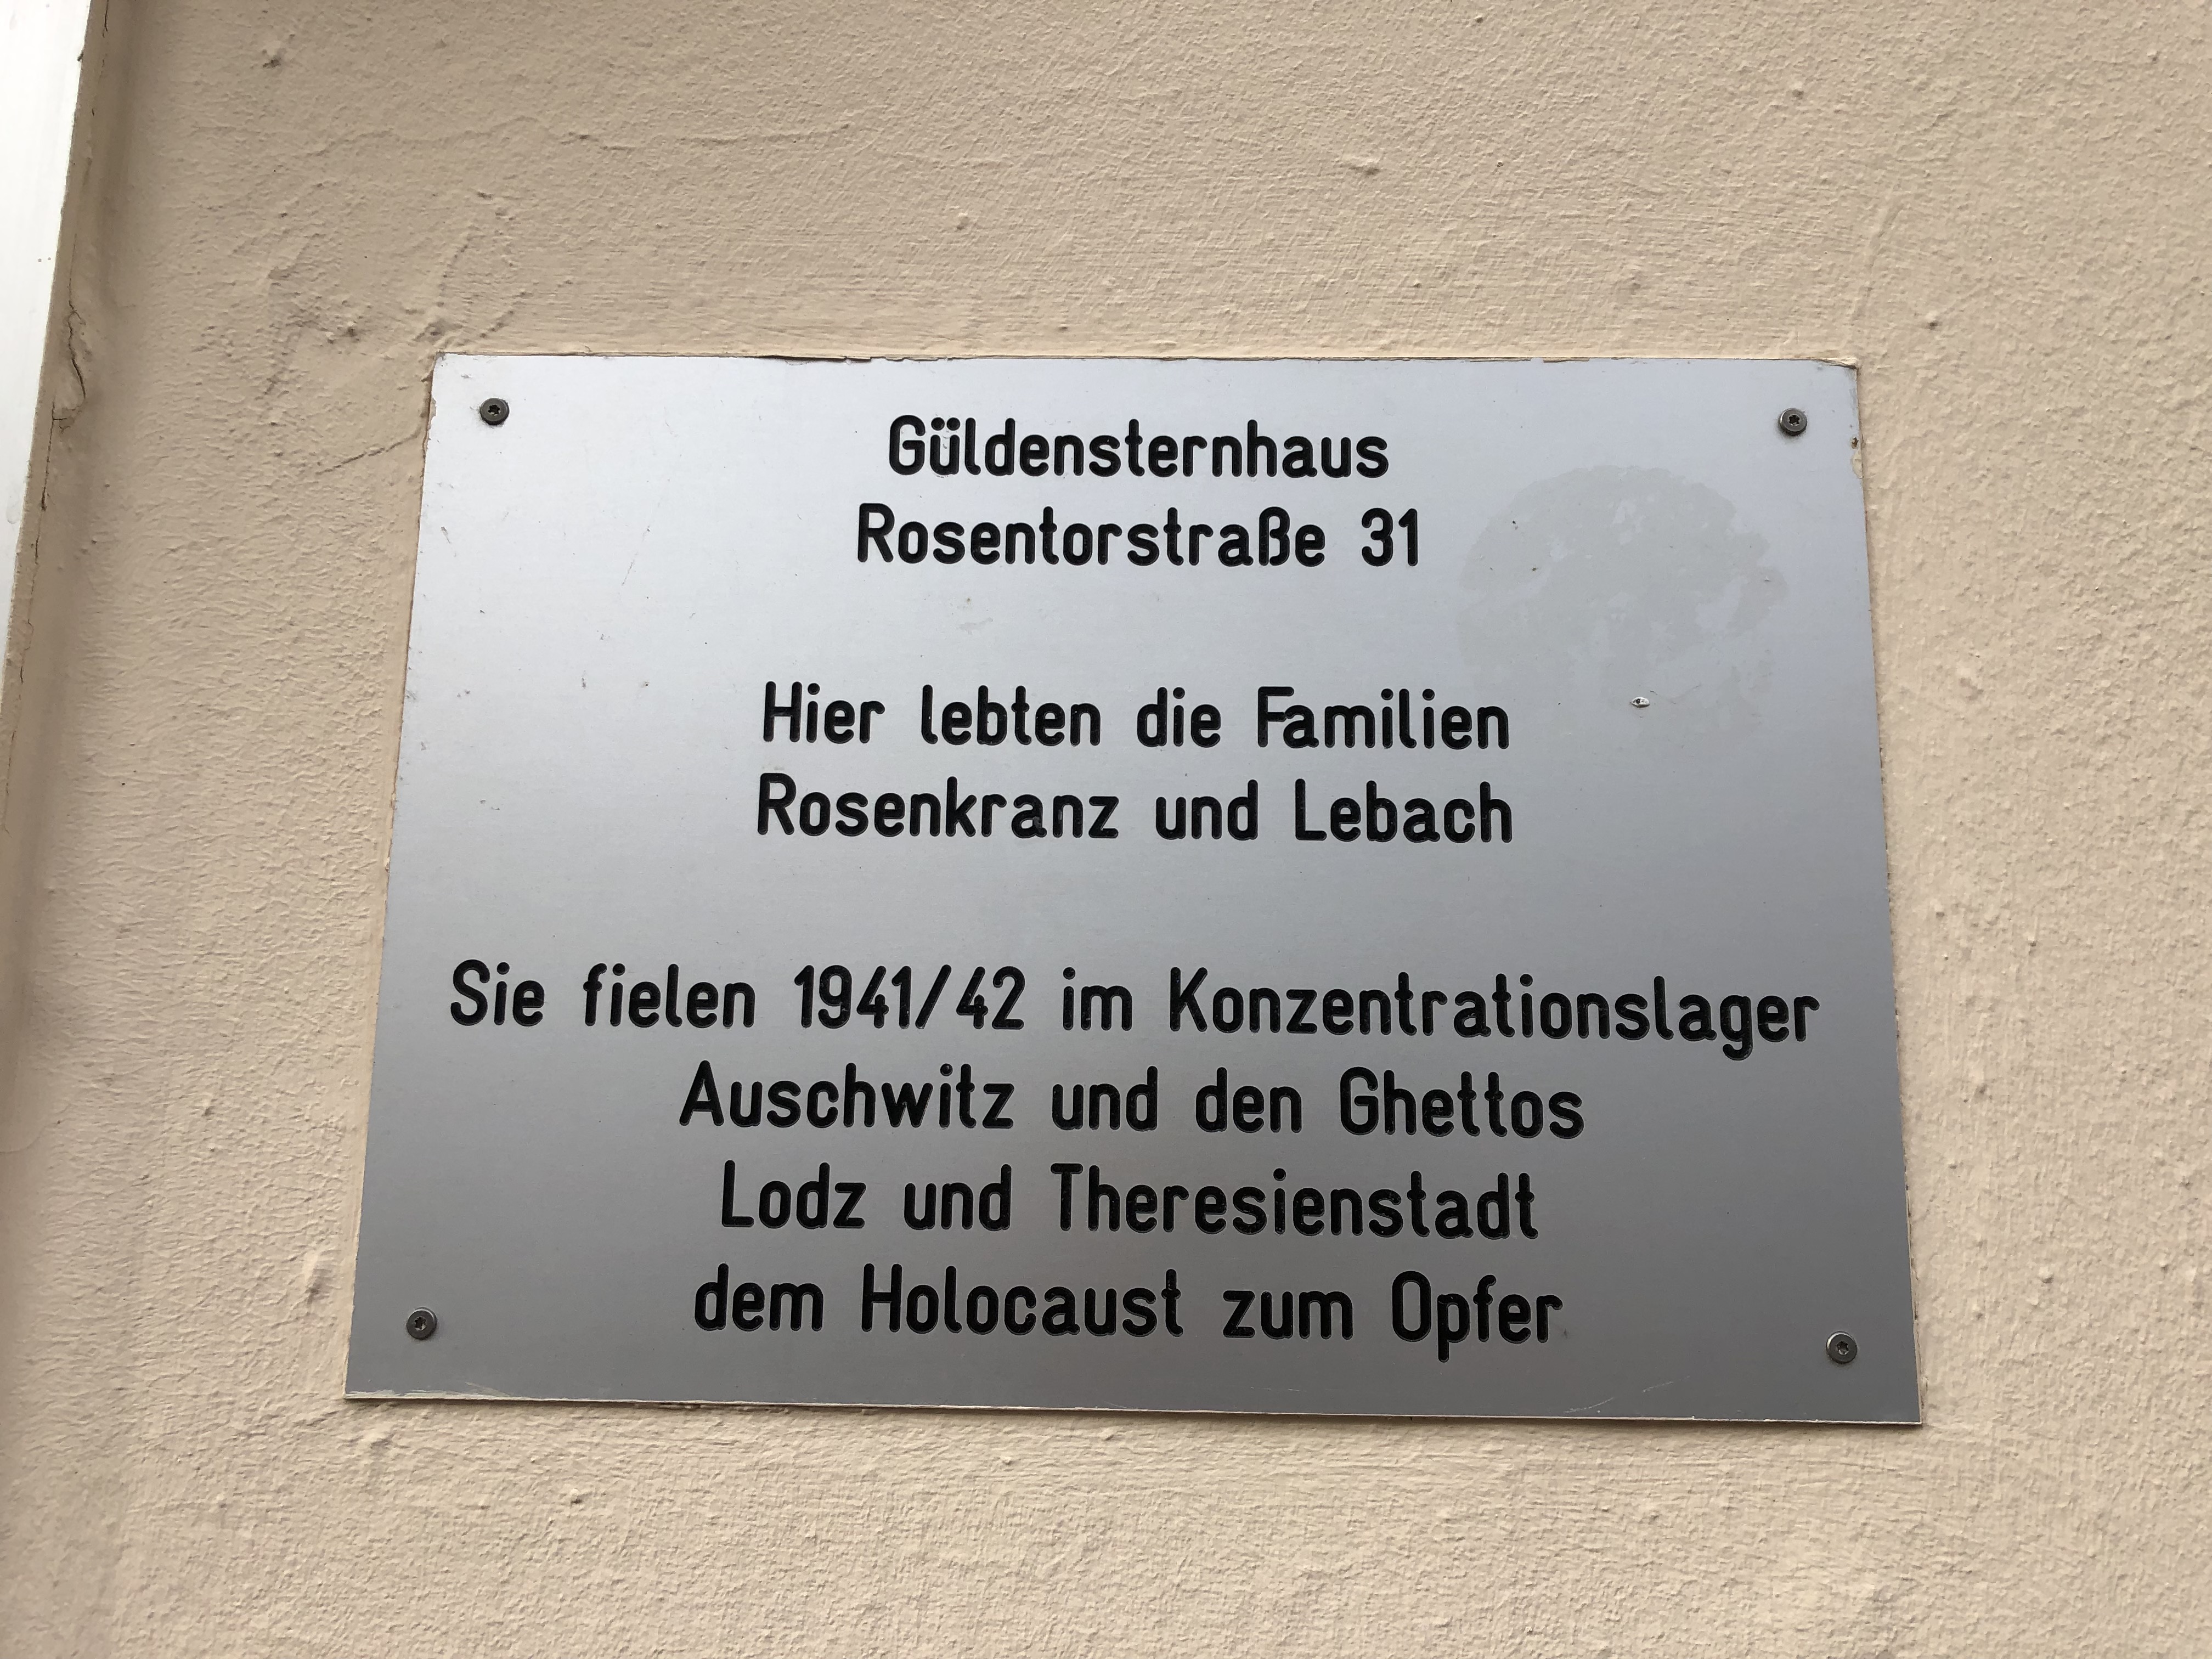 Güldensternhaus
Rosentorstraße 31
Hier lebten die Familien
Rosenkranz und Lebach
Sie fielen 1941/42 im Konzentrationslager
Auschwitz und den Ghettos
Lodz und Theresienstadt
dem Holocaust zum Opfer